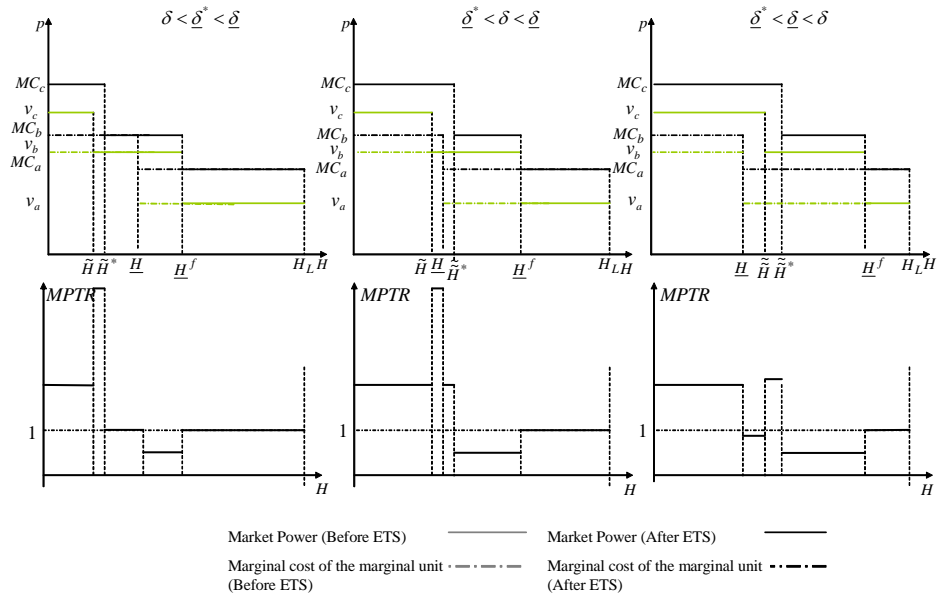 δ < δ* < δ
δ* < δ < δ
δ* < δ < δ
p
MC_c
v_c
MC_b
v_b
MC_a
v_a
H̃ H̃* H H^f H_L H
p
MC_c
v_c
MC_b
v_b
MC_a
v_a
H̃ H H̃* H^f H_L H
p
MC_c
v_c
MC_b
v_b
MC_a
v_a
H H̃ H̃* H^f H_L H
MPTR
1
H
MPTR
1
H
MPTR
1
H
Market Power (Before ETS)
Market Power (After ETS)
Marginal cost of the marginal unit
(Before ETS)
Marginal cost of the marginal unit
(After ETS)